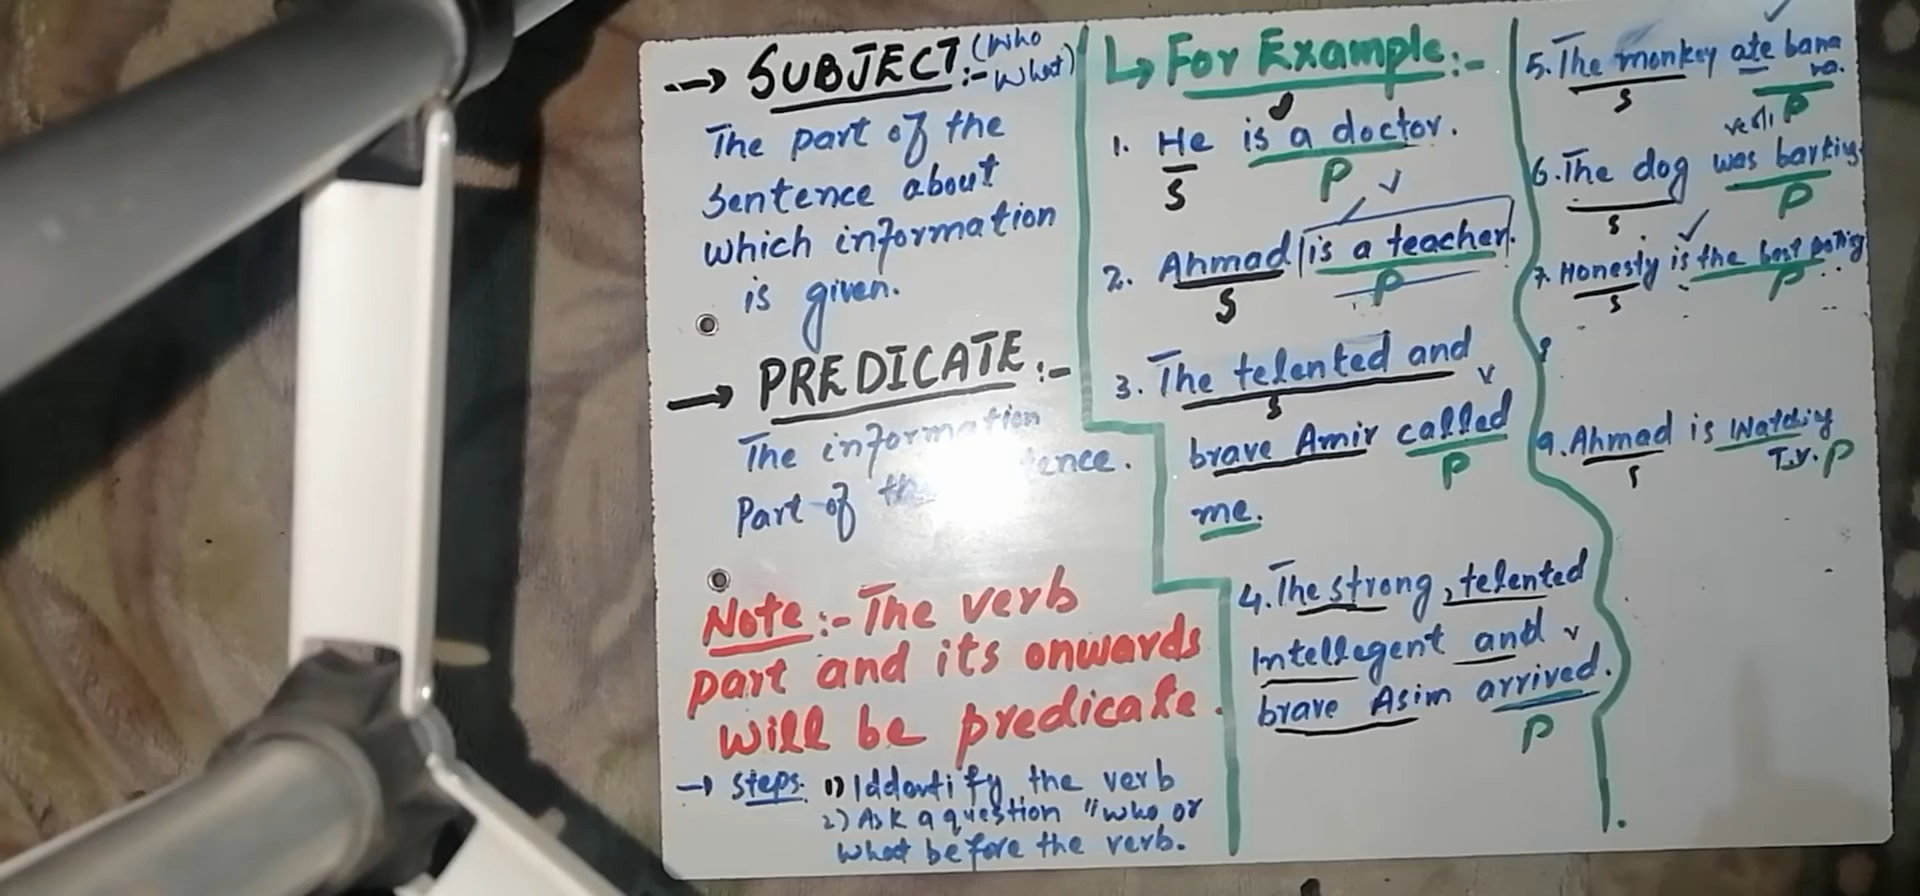 → SUBJECT:- (Who What)
The part of the
sentence about
which information
is given.
→ PREDICATE:-
The information
Part of the
Note:- The verb
part and its onwards
will be predicate.
→ Steps. 1) Iddentify the verb
2) Ask a question "who or
what before the verb.
↳ For Example:-
1. He is a doctor.
S P
2. Ahmad is a teacher.
S P
3. The telented and
S
brave Amir called
P
me.
4. The strong, telented
Intellegent and
brave Asim arrived.
P
5. The monkey ate bana
na.
S P
verb
6. The dog was barking
S P
7. Honesty is the best policy
S P
9. Ahmad is watching
S T.V. P